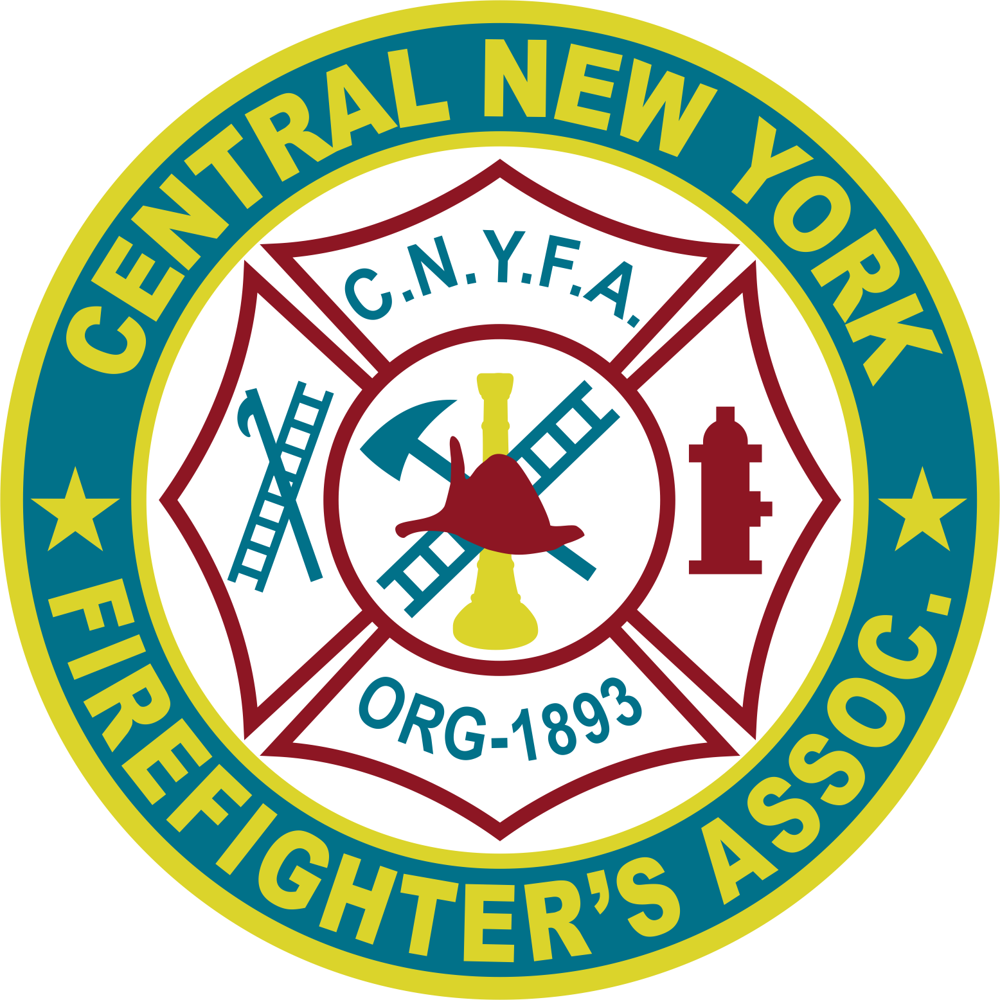 CENTRAL NEW YORK
C.N.Y.F.A.
ORG-1893
FIREFIGHTER'S ASSOC.